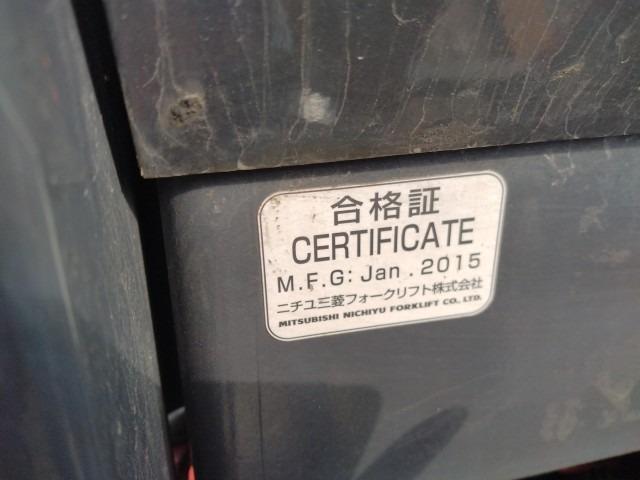 合格証
CERTIFICATE
M.F.G: Jan . 2015
ニチユ三菱フォークリフト株式会社
MITSUBISHI NICHIYU FORKLIFT CO., LTD.